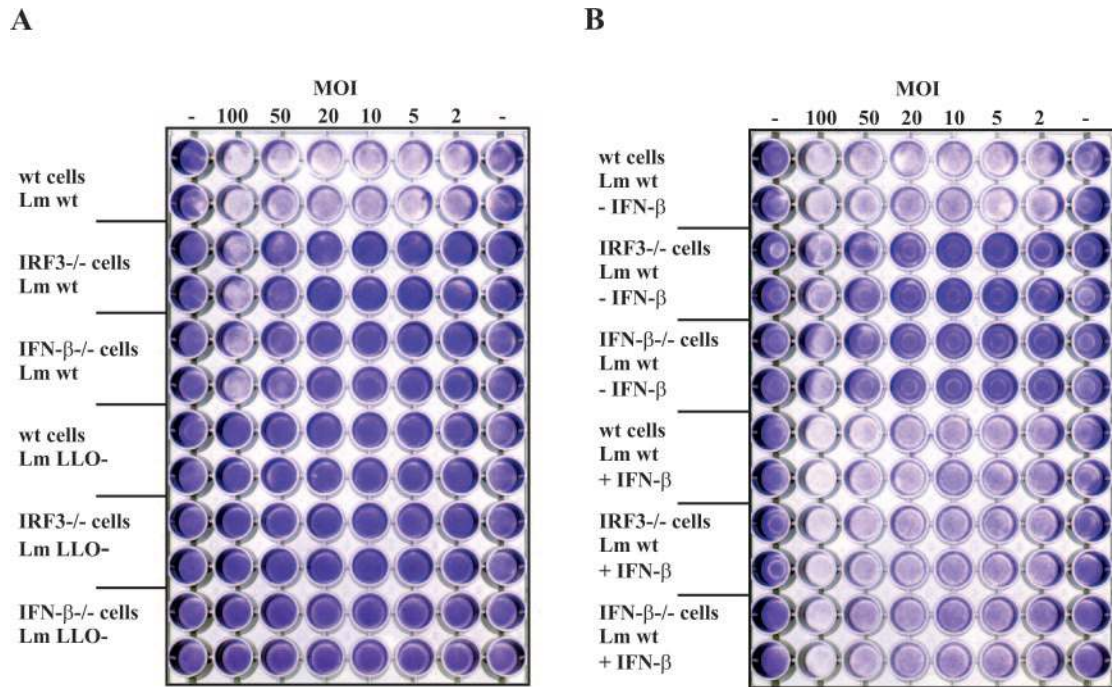 A
MOI
- 100 50 20 10 5 2 -
wt cells
Lm wt
IRF3-/- cells
Lm wt
IFN-β-/- cells
Lm wt
wt cells
Lm LLO-
IRF3-/- cells
Lm LLO-
IFN-β-/- cells
Lm LLO-
B
MOI
- 100 50 20 10 5 2 -
wt cells
Lm wt
- IFN-β
IRF3-/- cells
Lm wt
- IFN-β
IFN-β-/- cells
Lm wt
- IFN-β
wt cells
Lm wt
+ IFN-β
IRF3-/- cells
Lm wt
+ IFN-β
IFN-β-/- cells
Lm wt
+ IFN-β